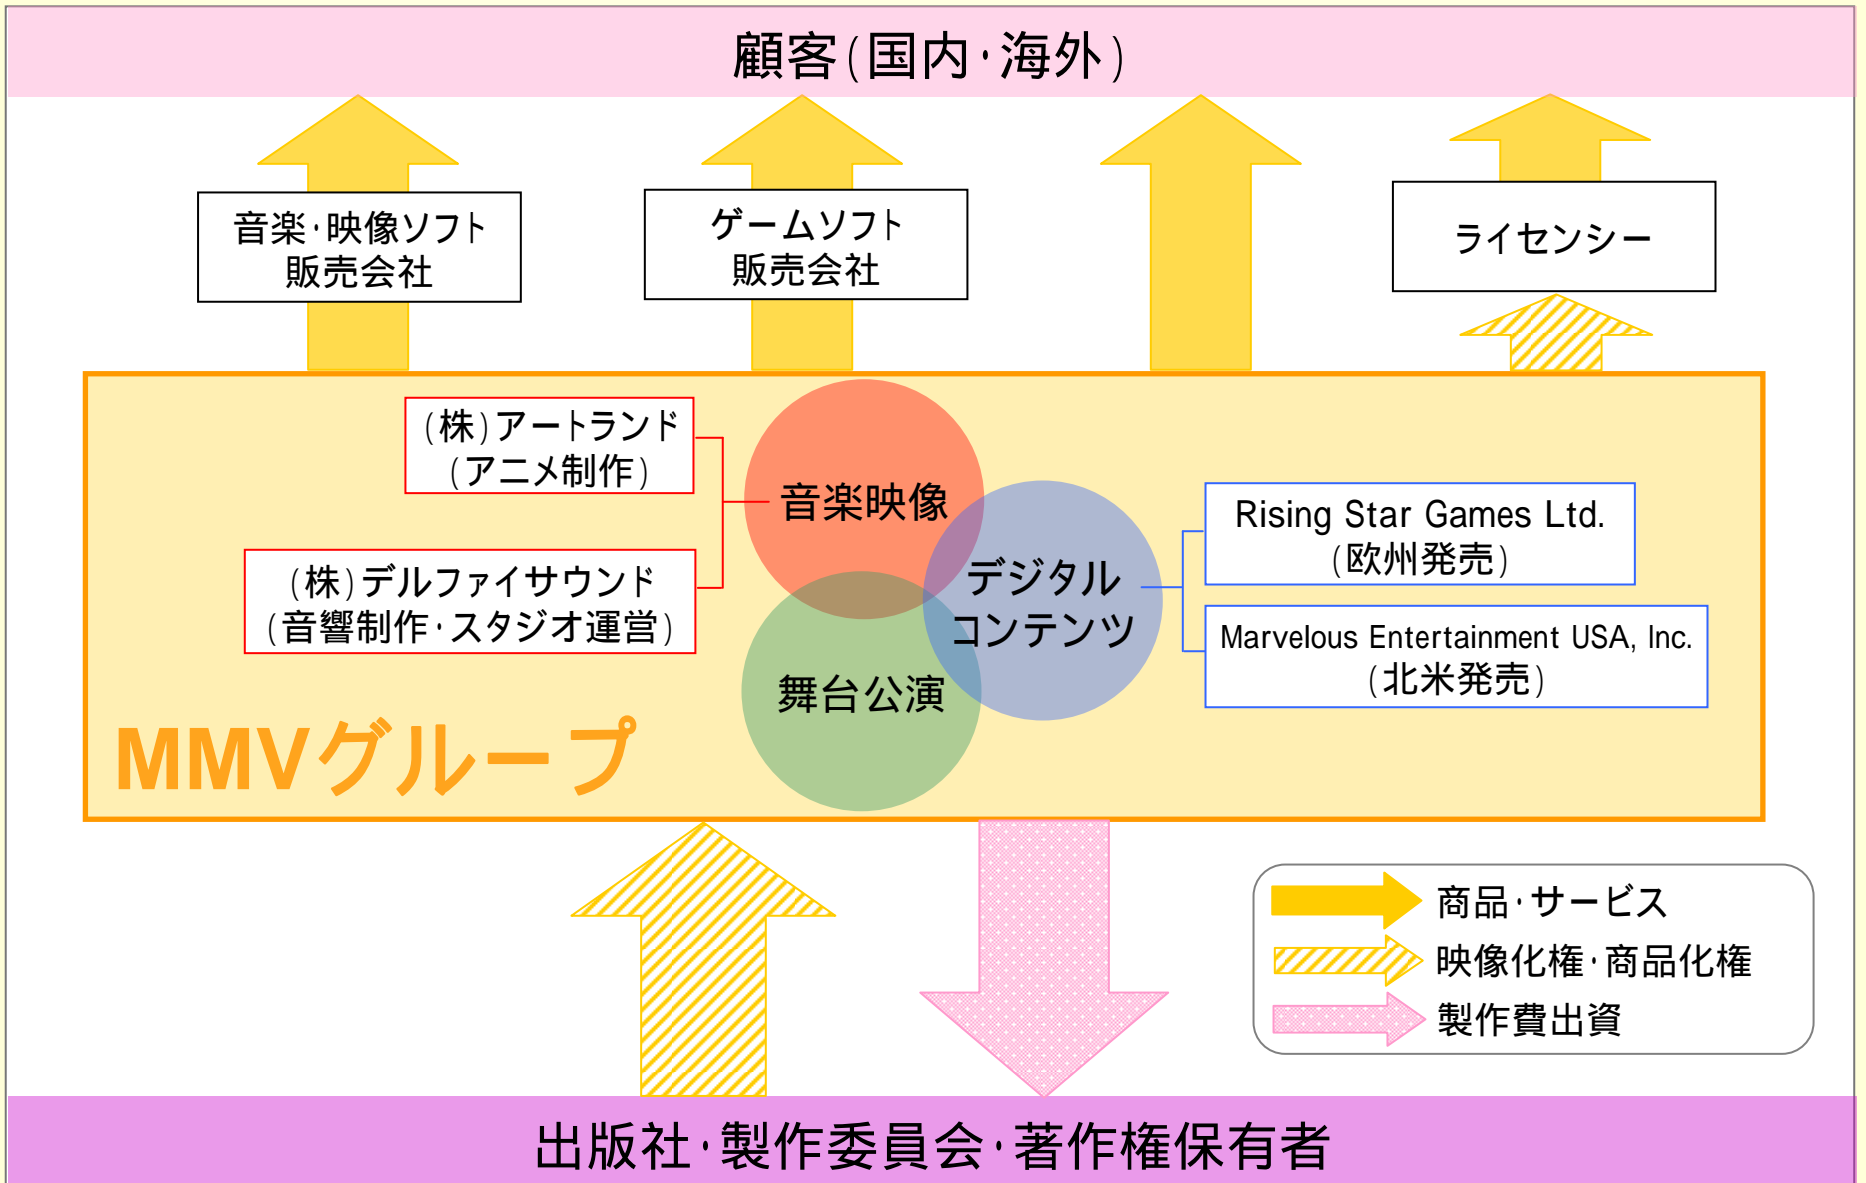 顧客(国内・海外)
音楽・映像ソフト
販売会社
ゲームソフト
販売会社
ライセンシー
(株)アートランド
(アニメ制作)
(株)デルファイサウンド
(音響制作・スタジオ運営)
音楽映像
デジタル
コンテンツ
舞台公演
Rising Star Games Ltd.
(欧州発売)
Marvelous Entertainment USA, Inc.
(北米発売)
MMVグループ
商品・サービス
映像化権・商品化権
製作費出資
出版社・製作委員会・著作権保有者